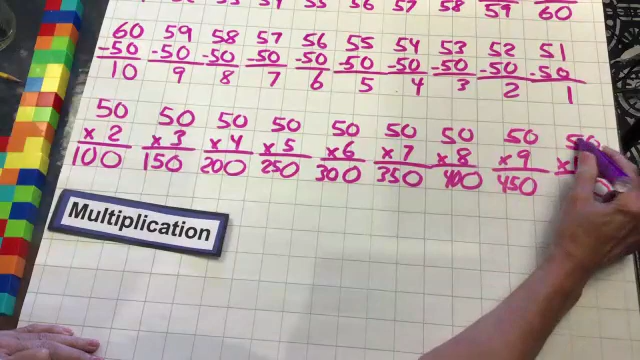 59 60
60 59 58 57 56 55 54 53 52 51
-50 -50 -50 -50 -50 -50 -50 -50 -50 -50
10 9 8 7 6 5 4 3 2 1
50 50 50 50 50 50 50 50 50
x 2 x 3 x 4 x 5 x 6 x 7 x 8 x 9 x
100 150 200 250 300 350 400 450
Multiplication